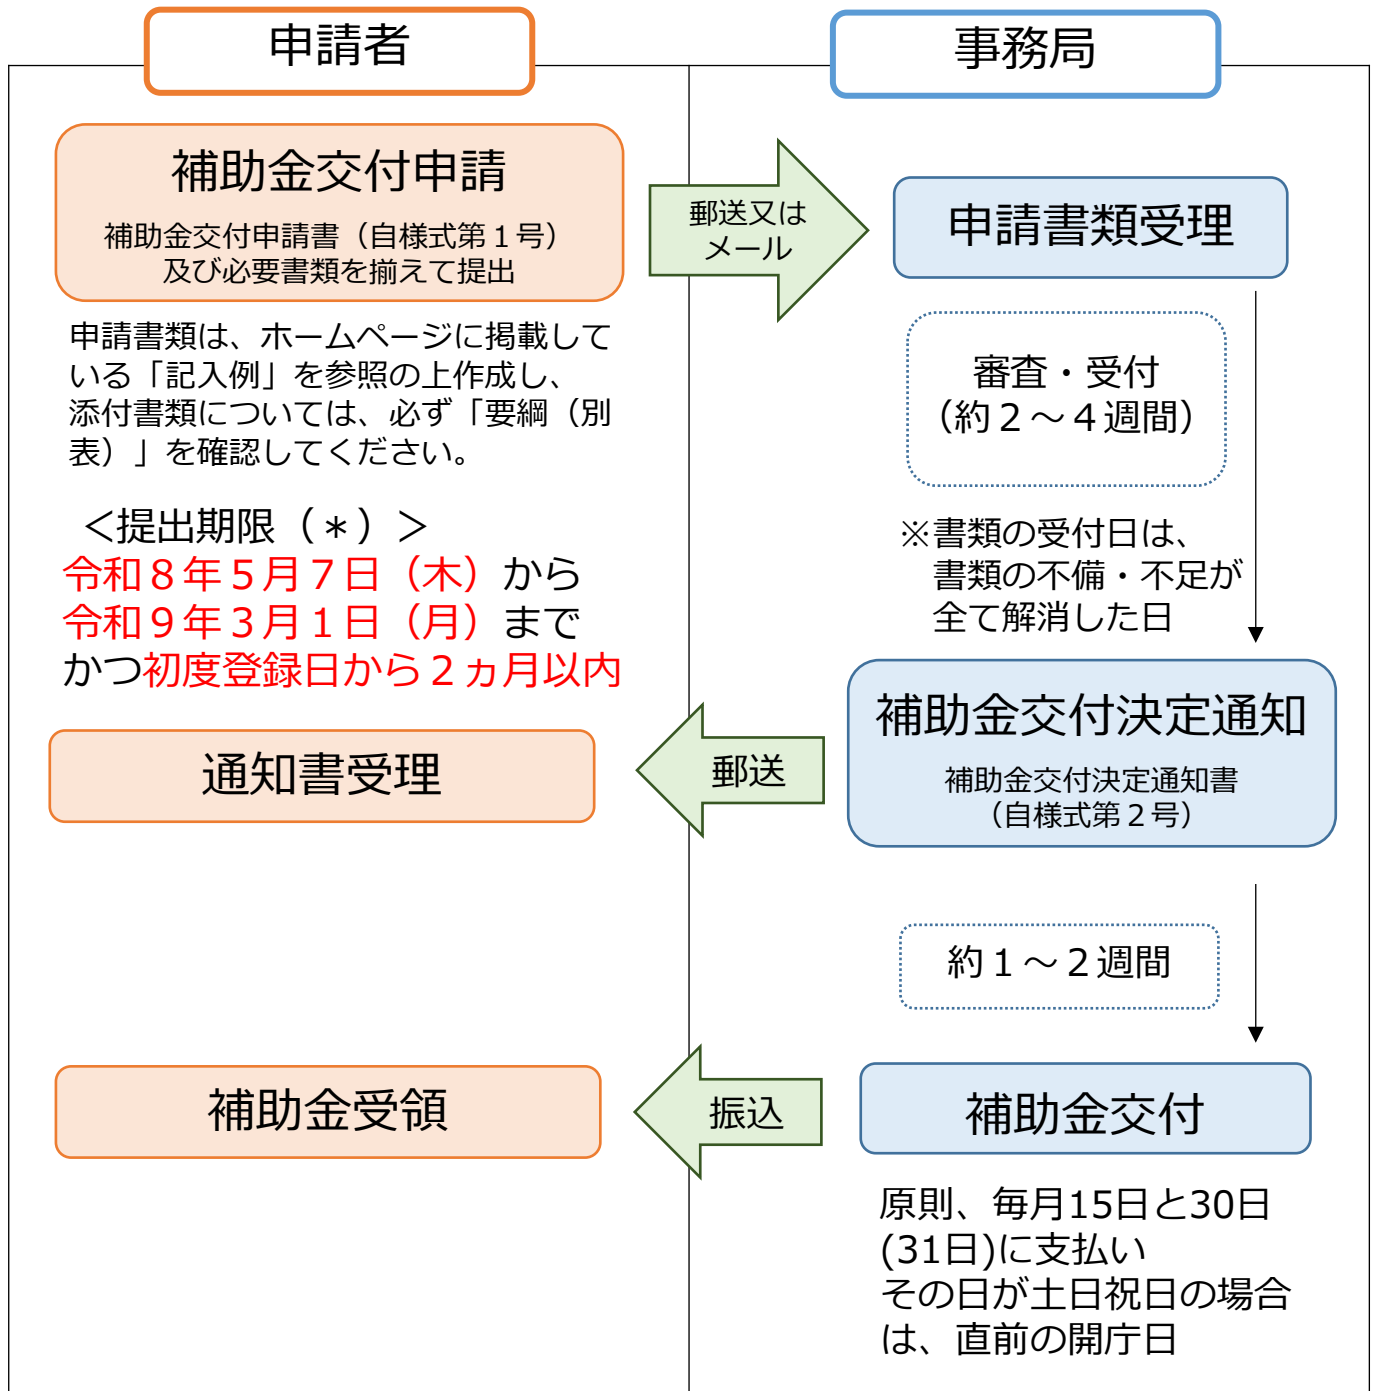 申請者
事務局
補助金交付申請
補助金交付申請書（自様式第１号）
及び必要書類を揃えて提出
郵送又は
メール
申請書類受理
申請書類は、ホームページに掲載して
いる「記入例」を参照の上作成し、
添付書類については、必ず「要綱（別
表）」を確認してください。
審査・受付
（約２～４週間）
＜提出期限（＊）＞
令和８年５月７日（木）から
令和９年３月１日（月）まで
かつ初度登録日から２ヵ月以内
※書類の受付日は、
書類の不備・不足が
全て解消した日
補助金交付決定通知
補助金交付決定通知書
（自様式第２号）
郵送
通知書受理
約１～２週間
補助金交付
振込
補助金受領
原則、毎月15日と30日
(31日)に支払い
その日が土日祝日の場合
は、直前の開庁日